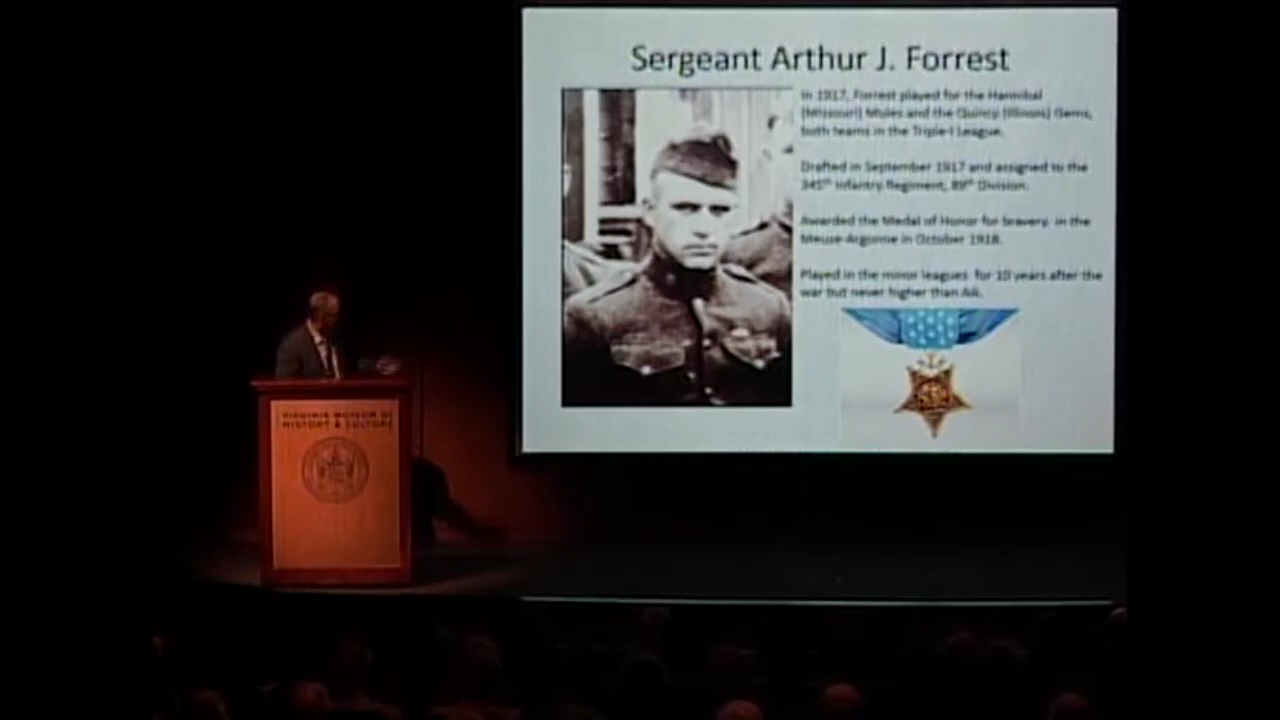 Sergeant Arthur J. Forrest
In 1917, Forrest played for the Hannibal
(Missouri) Mules and the Quincy (Illinois) Gems,
both teams in the Triple-I League.
Drafted in September 1917 and assigned to the
345th Infantry Regiment, 89th Division.
Awarded the Medal of Honor for bravery in the
Meuse-Argonne in October 1918.
Played in the minor leagues for 10 years after the
war but never higher than AA.
VIRGINIA MUSEUM OF
HISTORY & CULTURE